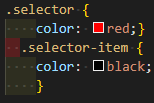 .selector {
color: red;}
.selector-item {
color: black;
}